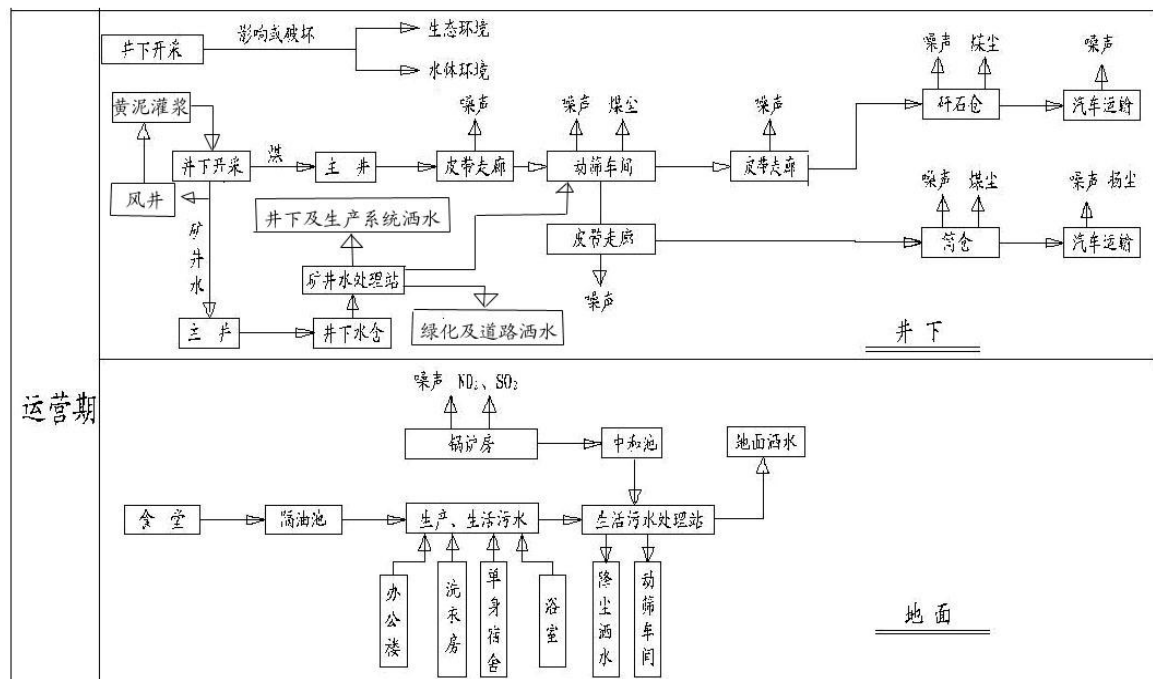 运营期
井下开采
影响或破坏
生态环境
水体环境
黄泥灌浆
井下开采
煤
主 井
噪声
皮带走廊
噪声 煤尘
动筛车间
噪声
皮带走廊
噪声 煤尘
矸石仓
噪声
汽车运输
风井
矿井水
井下及生产系统洒水
矿井水处理站
皮带走廊
噪声
噪声 煤尘
筒仓
噪声 扬尘
汽车运输
主 井
井下水仓
绿化及道路洒水
井 下
噪声 NO₂、SO₂
锅炉房
中和池
地面洒水
食 堂
隔油池
生产、生活污水
生活污水处理站
办公楼
洗衣房
单身宿舍
浴室
降尘洒水
动筛车间
地 面